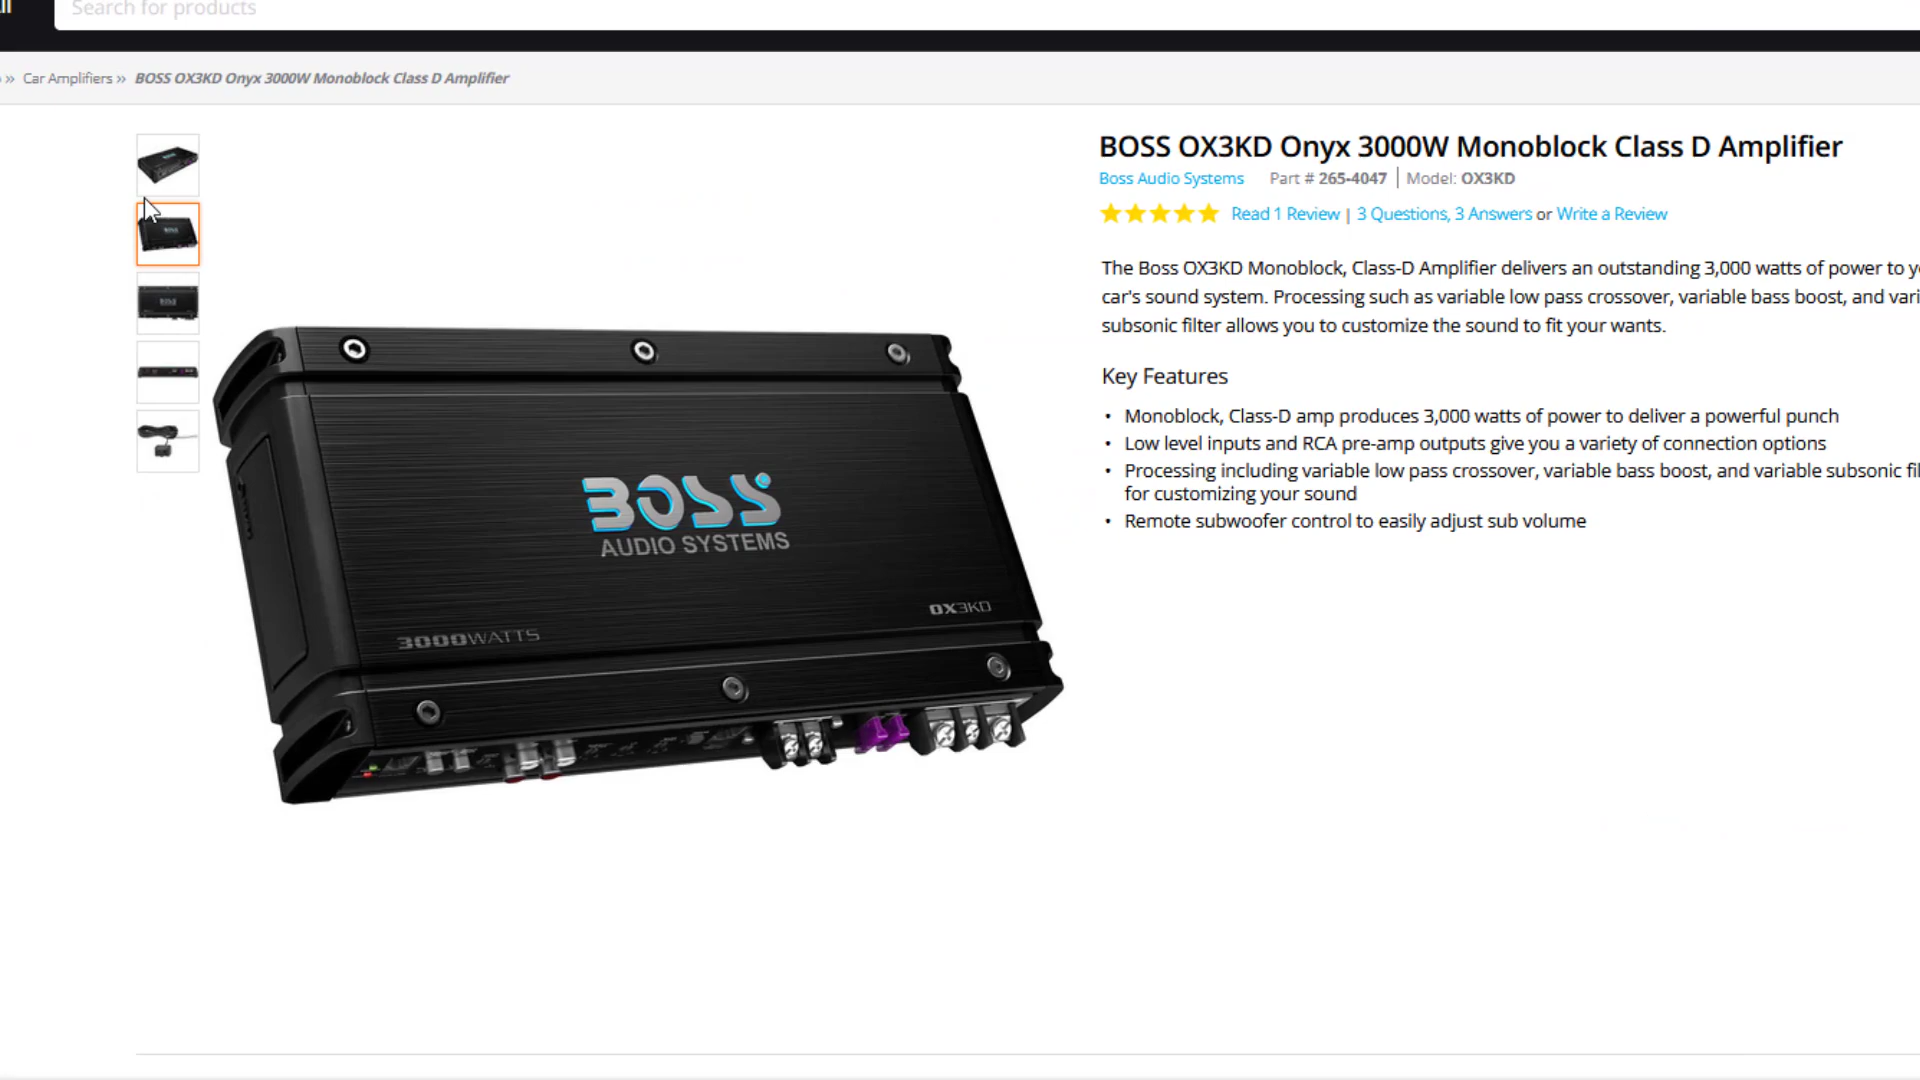 Search for products
» Car Amplifiers » BOSS OX3KD Onyx 3000W Monoblock Class D Amplifier
BOSS OX3KD Onyx 3000W Monoblock Class D Amplifier
Boss Audio Systems Part # 265-4047 | Model: OX3KD
Read 1 Review | 3 Questions, 3 Answers or Write a Review
The Boss OX3KD Monoblock, Class-D Amplifier delivers an outstanding 3,000 watts of power to
car's sound system. Processing such as variable low pass crossover, variable bass boost, and
subsonic filter allows you to customize the sound to fit your wants.
Key Features
• Monoblock, Class-D amp produces 3,000 watts of power to deliver a powerful punch
• Low level inputs and RCA pre-amp outputs give you a variety of connection options
• Processing including variable low pass crossover, variable bass boost, and variable subsonic
for customizing your sound
• Remote subwoofer control to easily adjust sub volume
BOSS
AUDIO SYSTEMS
OX3KD
3000WATTS